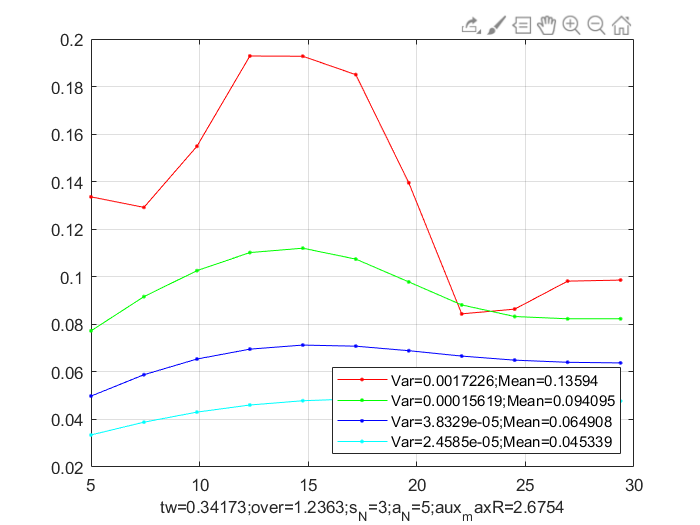 0.2
0.18
0.16
0.14
0.12
0.1
0.08
0.06
0.04
0.02
Var=0.0017226;Mean=0.13594
Var=0.00015619;Mean=0.094095
Var=3.8329e-05;Mean=0.064908
Var=2.4585e-05;Mean=0.045339
5 10 15 20 25 30
tw=0.34173;over=1.2363;s_N=3;a_N=5;aux_maxR=2.6754